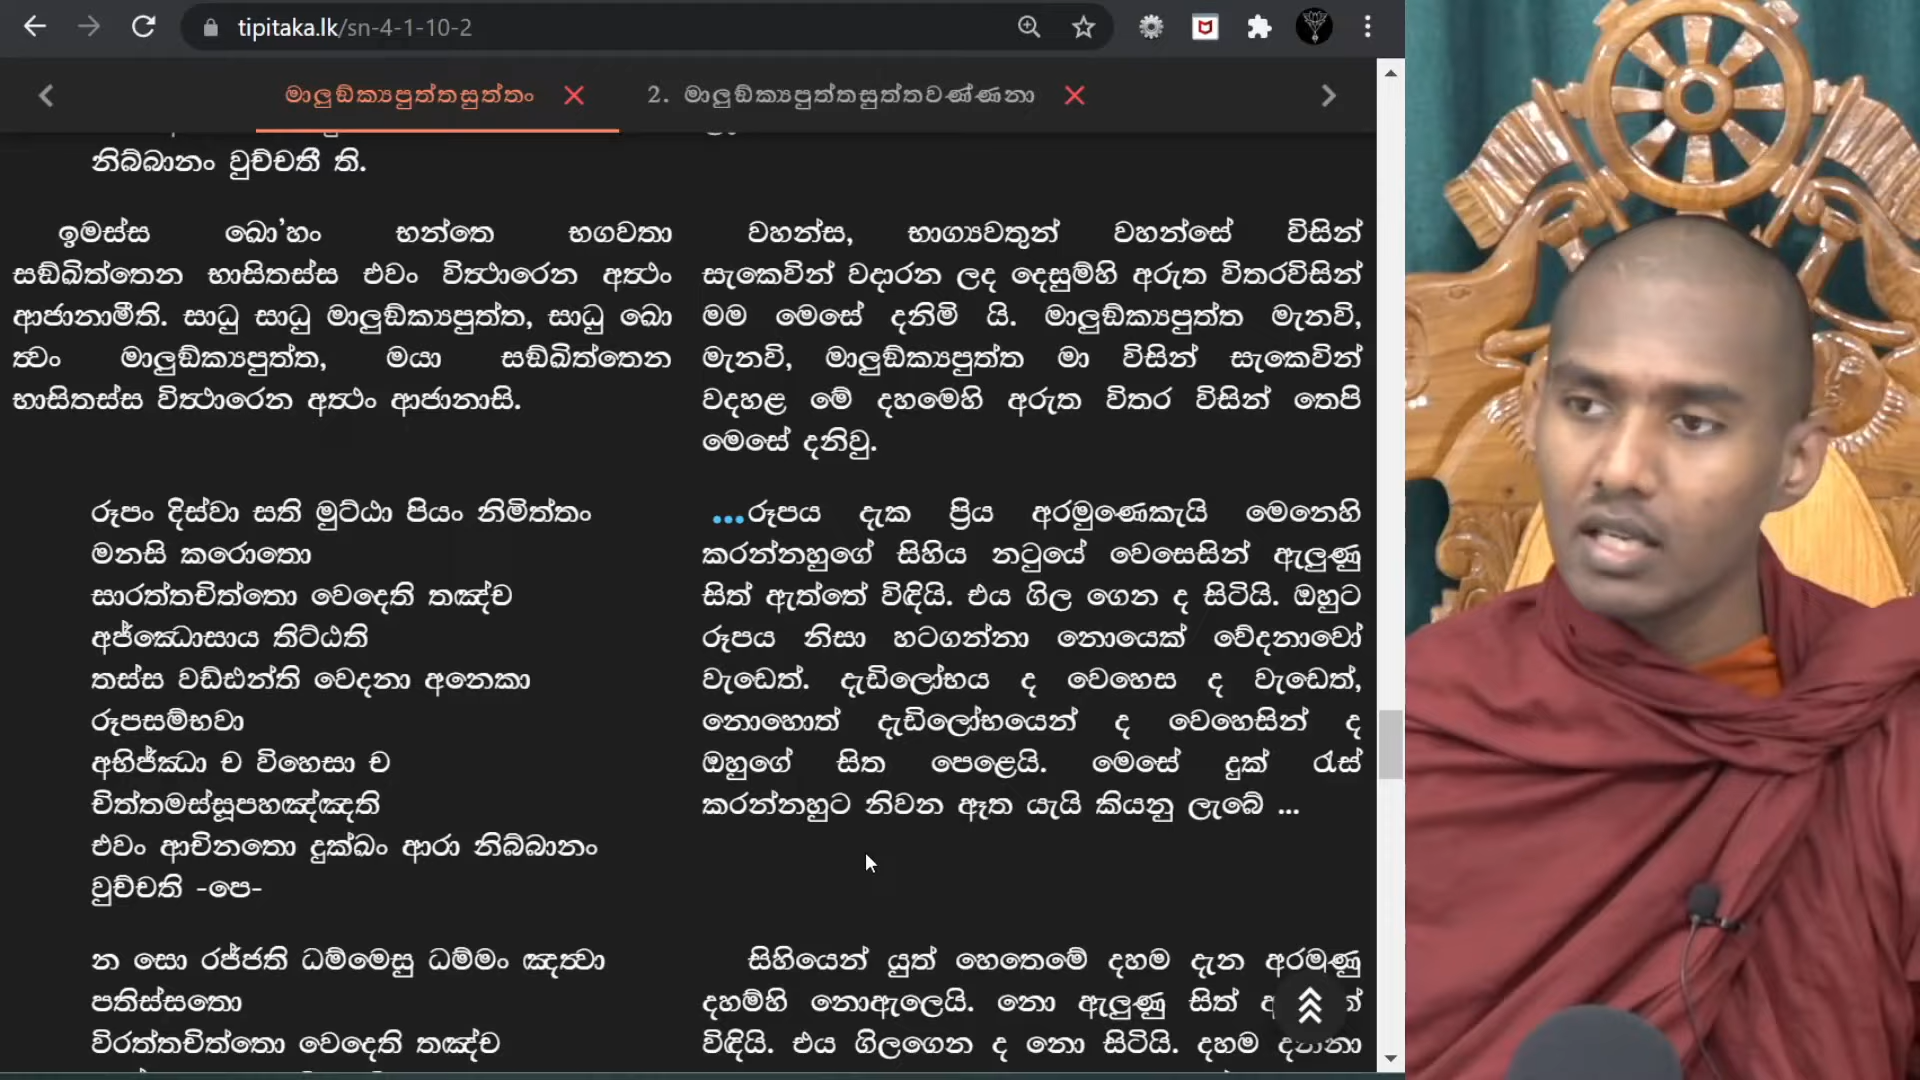 tipitaka.lk/sn-4-1-10-2
මාලුඞ්ක්‍යපුත්තසුත්තං
2. මාලුඞ්ක්‍යපුත්තසුත්තවණ්ණනා
නිබ්බානං වුච්චතී ති.
ඉමස්ස ඛො'හං භන්තෙ භගවතා
සඞ්ඛිත්තෙන භාසිතස්ස එවං විත්‍ථාරෙන අත්‍ථං
ආජානාමීති. සාධු සාධු මාලුඞ්ක්‍යපුත්ත, සාධු ඛො
ත්‍වං මාලුඞ්ක්‍යපුත්ත, මයා සඞ්ඛිත්තෙන
භාසිතස්ස විත්‍ථාරෙන අත්‍ථං ආජානාසි.
රූපං දිස්වා සති මුට්ඨා පියං නිමිත්තං
මනසි කරොතො
සාරත්තචිත්තො වෙදෙති තඤ්ච
අජ්ඣොසාය තිට්ඨති
තස්ස වඩ්ඪන්ති වෙදනා අනෙකා
රූපසම්භවා
අභිජ්ඣා ච විහෙසා ච
චිත්තමස්සූපහඤ්ඤති
එවං ආචිනතො දුක්ඛං ආරා නිබ්බානං
වුච්චති -පෙ-
න සො රජ්ජති ධම්මෙසු ධම්මං ඤත්‍වා
පතිස්සතො
විරත්තචිත්තො වෙදෙති තඤ්ච
වහන්ස, භාග්‍යවතුන් වහන්සේ විසින්
සැකෙවින් වදාරන ලද දෙසුම්හි අරුත විතරවිසින්
මම මෙසේ දනිමි යි. මාලුඞ්ක්‍යපුත්ත මැනවි,
මැනවි, මාලුඞ්ක්‍යපුත්ත මා විසින් සැකෙවින්
වදහළ මේ දහමෙහි අරුත විතර විසින් තෙපි
මෙසේ දනිවු.
...රූපය දැක ප්‍රිය අරමුණෙකැයි මෙනෙහි
කරන්නහුගේ සිහිය නටුයේ වෙසෙසින් ඇලුණු
සිත් ඇත්තේ විඳියි. එය ගිල ගෙන ද සිටියි. ඔහුට
රූපය නිසා හටගන්නා නොයෙක් වේදනාවෝ
වැඩෙත්. දැඩිලෝභය ද වෙහෙස ද වැඩෙත්,
නොහොත් දැඩිලෝභයෙන් ද වෙහෙසින් ද
ඔහුගේ සිත පෙළෙයි. මෙසේ දුක් රැස්
කරන්නහුට නිවන ඈත යැයි කියනු ලැබේ ...
සිහියෙන් යුත් හෙතෙමේ දහම දැන අරමුණු
දහම්හි නොඇලෙයි. නො ඇලුණු සිත්
විඳියි. එය ගිලගෙන ද නො සිටියි. දහම